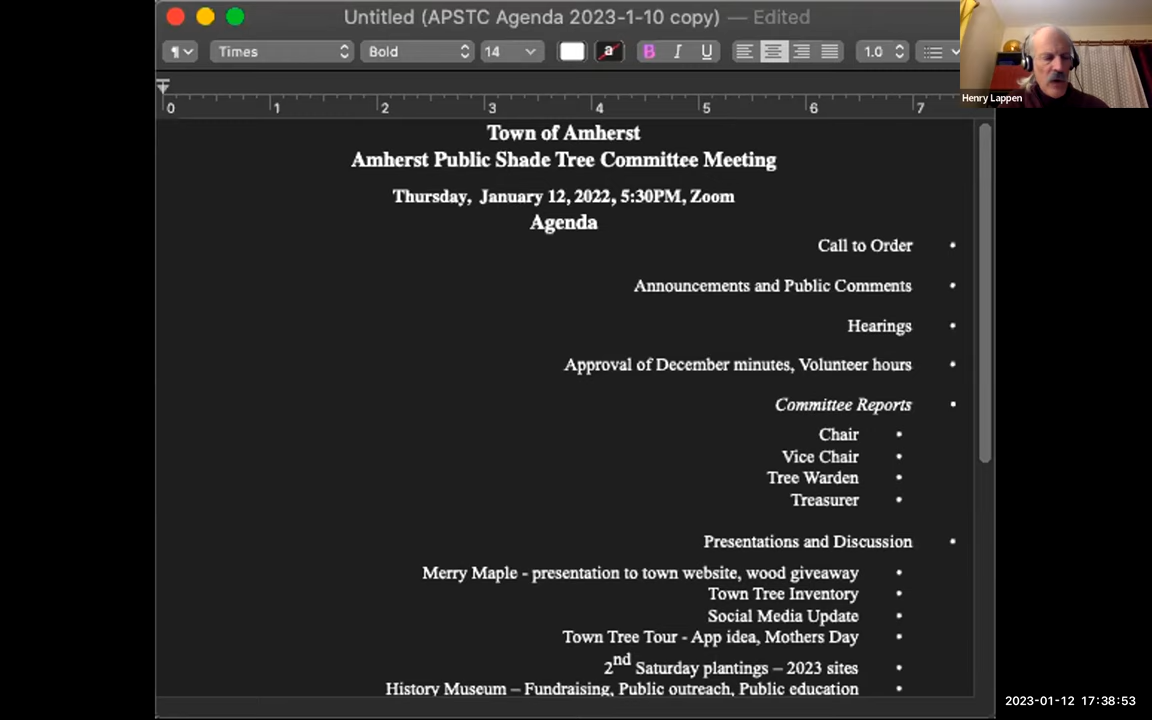 Untitled (APSTC Agenda 2023-1-10 copy) — Edited
¶ Times Bold 14 a B I U 1.0
0 1 2 3 4 5 6 7
Henry Lappen
Town of Amherst
Amherst Public Shade Tree Committee Meeting
Thursday, January 12, 2022, 5:30PM, Zoom
Agenda
Call to Order •
Announcements and Public Comments •
Hearings •
Approval of December minutes, Volunteer hours •
Committee Reports •
Chair •
Vice Chair •
Tree Warden •
Treasurer •
Presentations and Discussion •
Merry Maple - presentation to town website, wood giveaway •
Town Tree Inventory •
Social Media Update •
Town Tree Tour - App idea, Mothers Day •
2nd Saturday plantings – 2023 sites •
History Museum – Fundraising, Public outreach, Public education •
2023-01-12 17:38:53